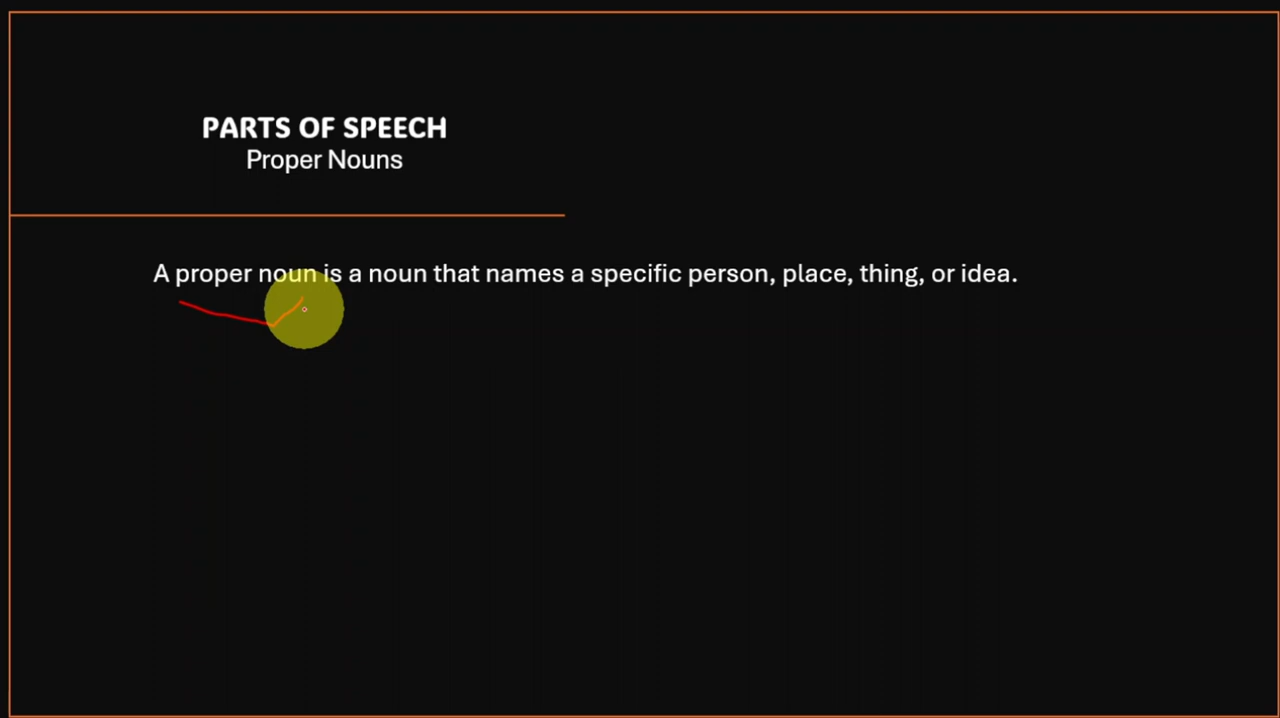 PARTS OF SPEECH
Proper Nouns
A proper noun is a noun that names a specific person, place, thing, or idea.